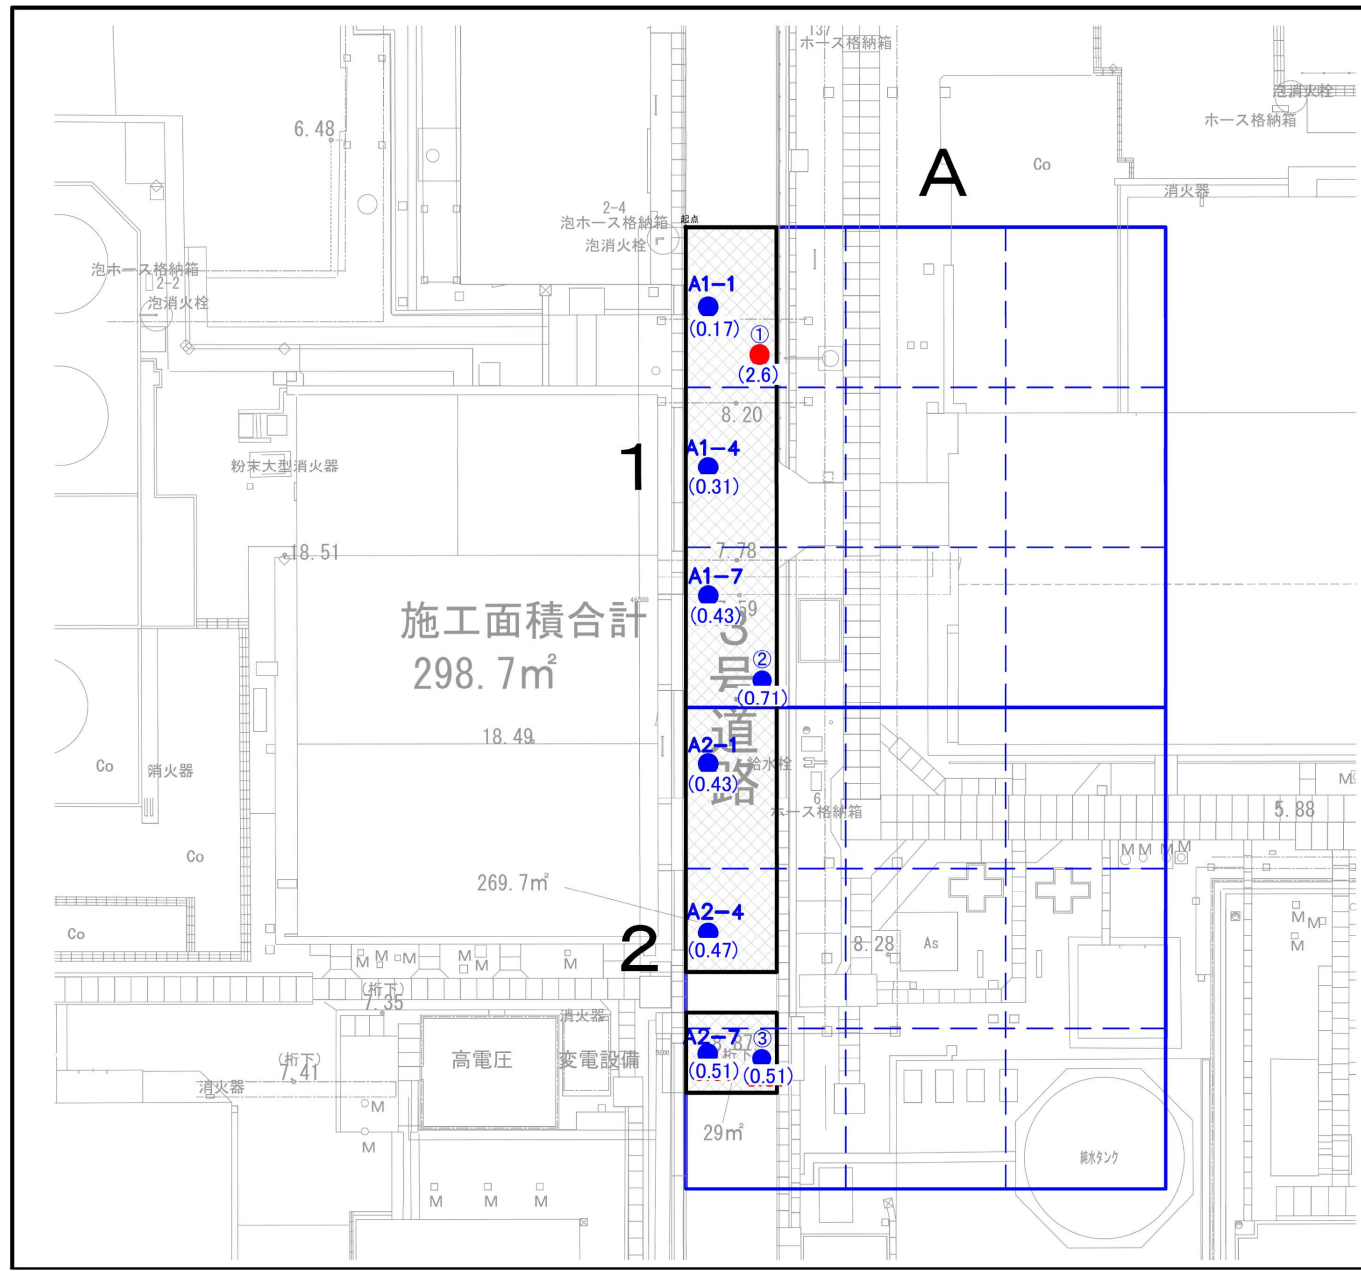 137
ホース格納箱
泡消火栓
ホース格納箱
6.48
A
Co
消火器
2-4
泡ホース格納箱
起点
泡消火栓
泡ホース格納箱
2-2
泡消火栓
A1-1
(0.17)
①
(2.6)
8.20
1
A1-4
(0.31)
粉末大型消火器
18.51
7.78
A1-7
(0.43)
施工面積合計
298.7㎡
3号道路
②
(0.71)
18.49
A2-1
(0.43)
給水栓
6
ホース格納箱
Co
消火器
M
5.88
M M M M
Co
269.7㎡
A2-4
(0.47)
2
Co
8.28
As
M
M
M
M M M
M
M
M
(桁下)
7.35
消火器
A2-7
(0.51)
③
(0.51)
高電圧
変電設備
(桁下)
7.41
消火器
M
M
29㎡
純水タンク
M
M
M